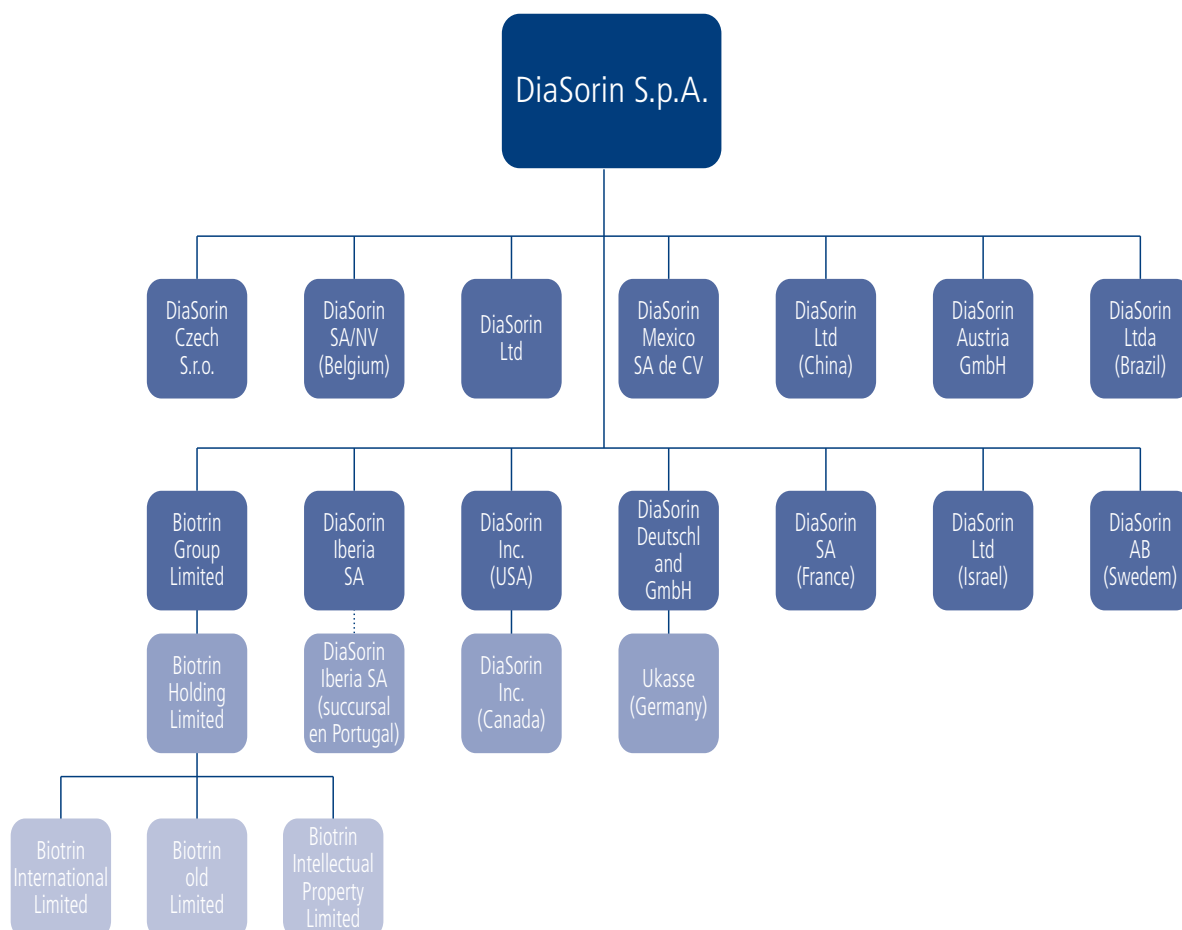 DiaSorin S.p.A.
DiaSorin
Czech
S.r.o.
DiaSorin
SA/NV
(Belgium)
DiaSorin
Ltd
DiaSorin
Mexico
SA de CV
DiaSorin
Ltd
(China)
DiaSorin
Austria
GmbH
DiaSorin
Ltda
(Brazil)
Biotrin
Group
Limited
DiaSorin
Iberia
SA
DiaSorin
Inc.
(USA)
DiaSorin
Deutschl
and
GmbH
DiaSorin
SA
(France)
DiaSorin
Ltd
(Israel)
DiaSorin
AB
(Swedem)
Biotrin
Holding
Limited
DiaSorin
Iberia SA
(succursal
en Portugal)
DiaSorin
Inc.
(Canada)
Ukasse
(Germany)
Biotrin
International
Limited
Biotrin
old
Limited
Biotrin
Intellectual
Property
Limited